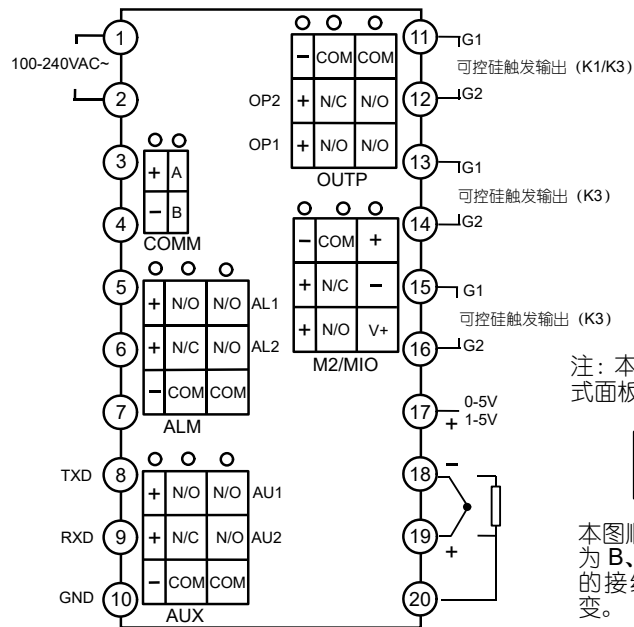 1
100-240VAC~
2
3
4
+ A
− B
COMM
5
6
7
+ N/O N/O AL1
+ N/C N/O AL2
− COM COM
ALM
TXD 8
RXD 9
GND 10
+ N/O N/O AU1
+ N/C N/O AU2
− COM COM
AUX
− COM COM
OP2 + N/C N/O
OP1 + N/O N/O
OUTP
− COM +
+ N/C −
+ N/O V+
M2/MIO
11 G1
可控硅触发输出 (K1/K3)
12 G2
13 G1
可控硅触发输出 (K3)
14 G2
15 G1
可控硅触发输出 (K3)
16 G2
17 0-5V
+ 1-5V
18 −
19 +
20
注：本
式面板
本图顺
为 B、
的接线
变。